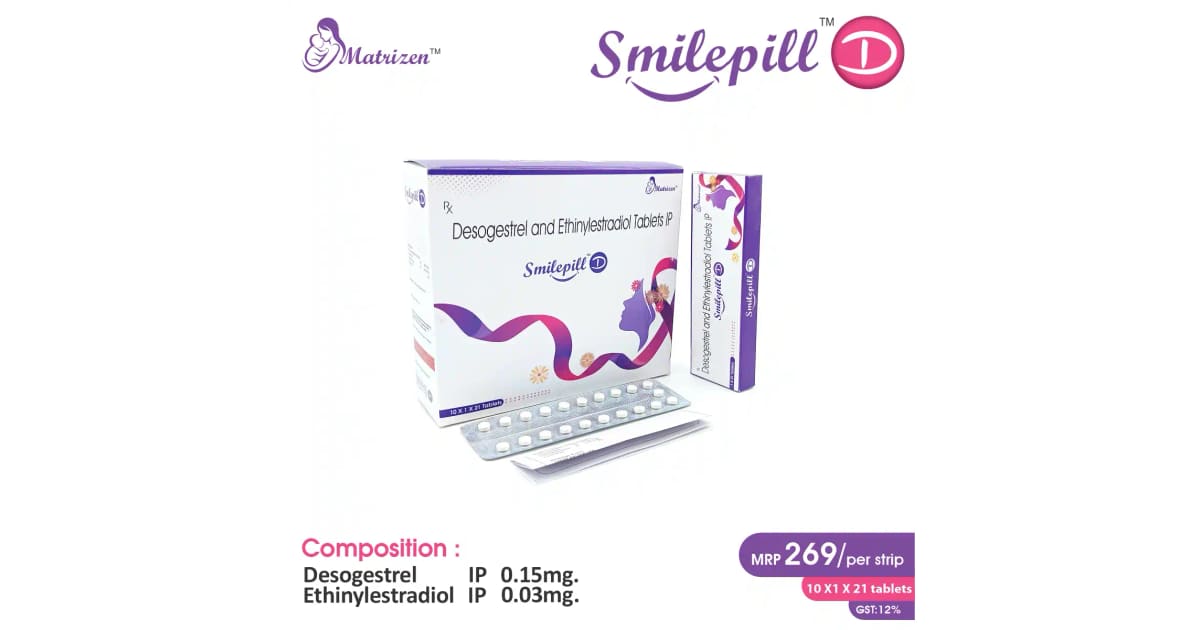 Matrizen™
Smilepill™ D
Smilepill D
Matrizen™
Rx
Desogestrel and Ethinylestradiol Tablets IP
Smilepill™ D
10 X 1 X 21 Tablets
Desogestrel and Ethinylestradiol Tablets IP
Smilepill D
Smilepill D
Composition :
Desogestrel IP 0.15mg.
Ethinylestradiol IP 0.03mg.
MRP 269/per strip
10 X1 X 21 tablets
GST:12%